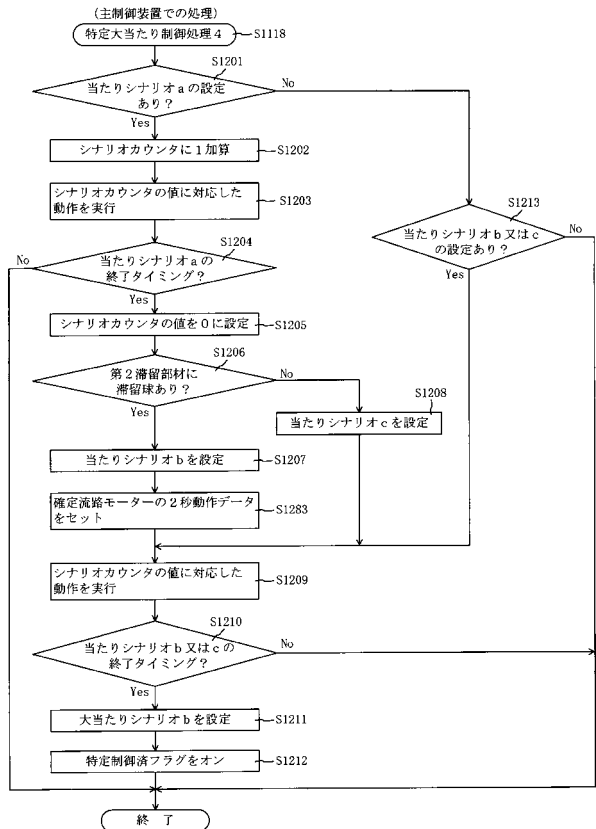 (主制御装置での処理)
特定大当たり制御処理4
S1118
S1201
当たりシナリオaの設定
あり?
No
Yes
シナリオカウンタに1加算
S1202
シナリオカウンタの値に対応した
動作を実行
S1203
S1213
当たりシナリオb又はc
の設定あり?
No
Yes
S1204
当たりシナリオaの
終了タイミング?
No
Yes
シナリオカウンタの値を0に設定
S1205
S1206
第2滞留部材に
滞留球あり?
No
Yes
S1208
当たりシナリオcを設定
当たりシナリオbを設定
S1207
確定流路モーターの2秒動作データ
をセット
S1283
シナリオカウンタの値に対応した
動作を実行
S1209
S1210
当たりシナリオb又はcの
終了タイミング?
No
Yes
大当たりシナリオbを設定
S1211
特定制御済フラグをオン
S1212
終 了